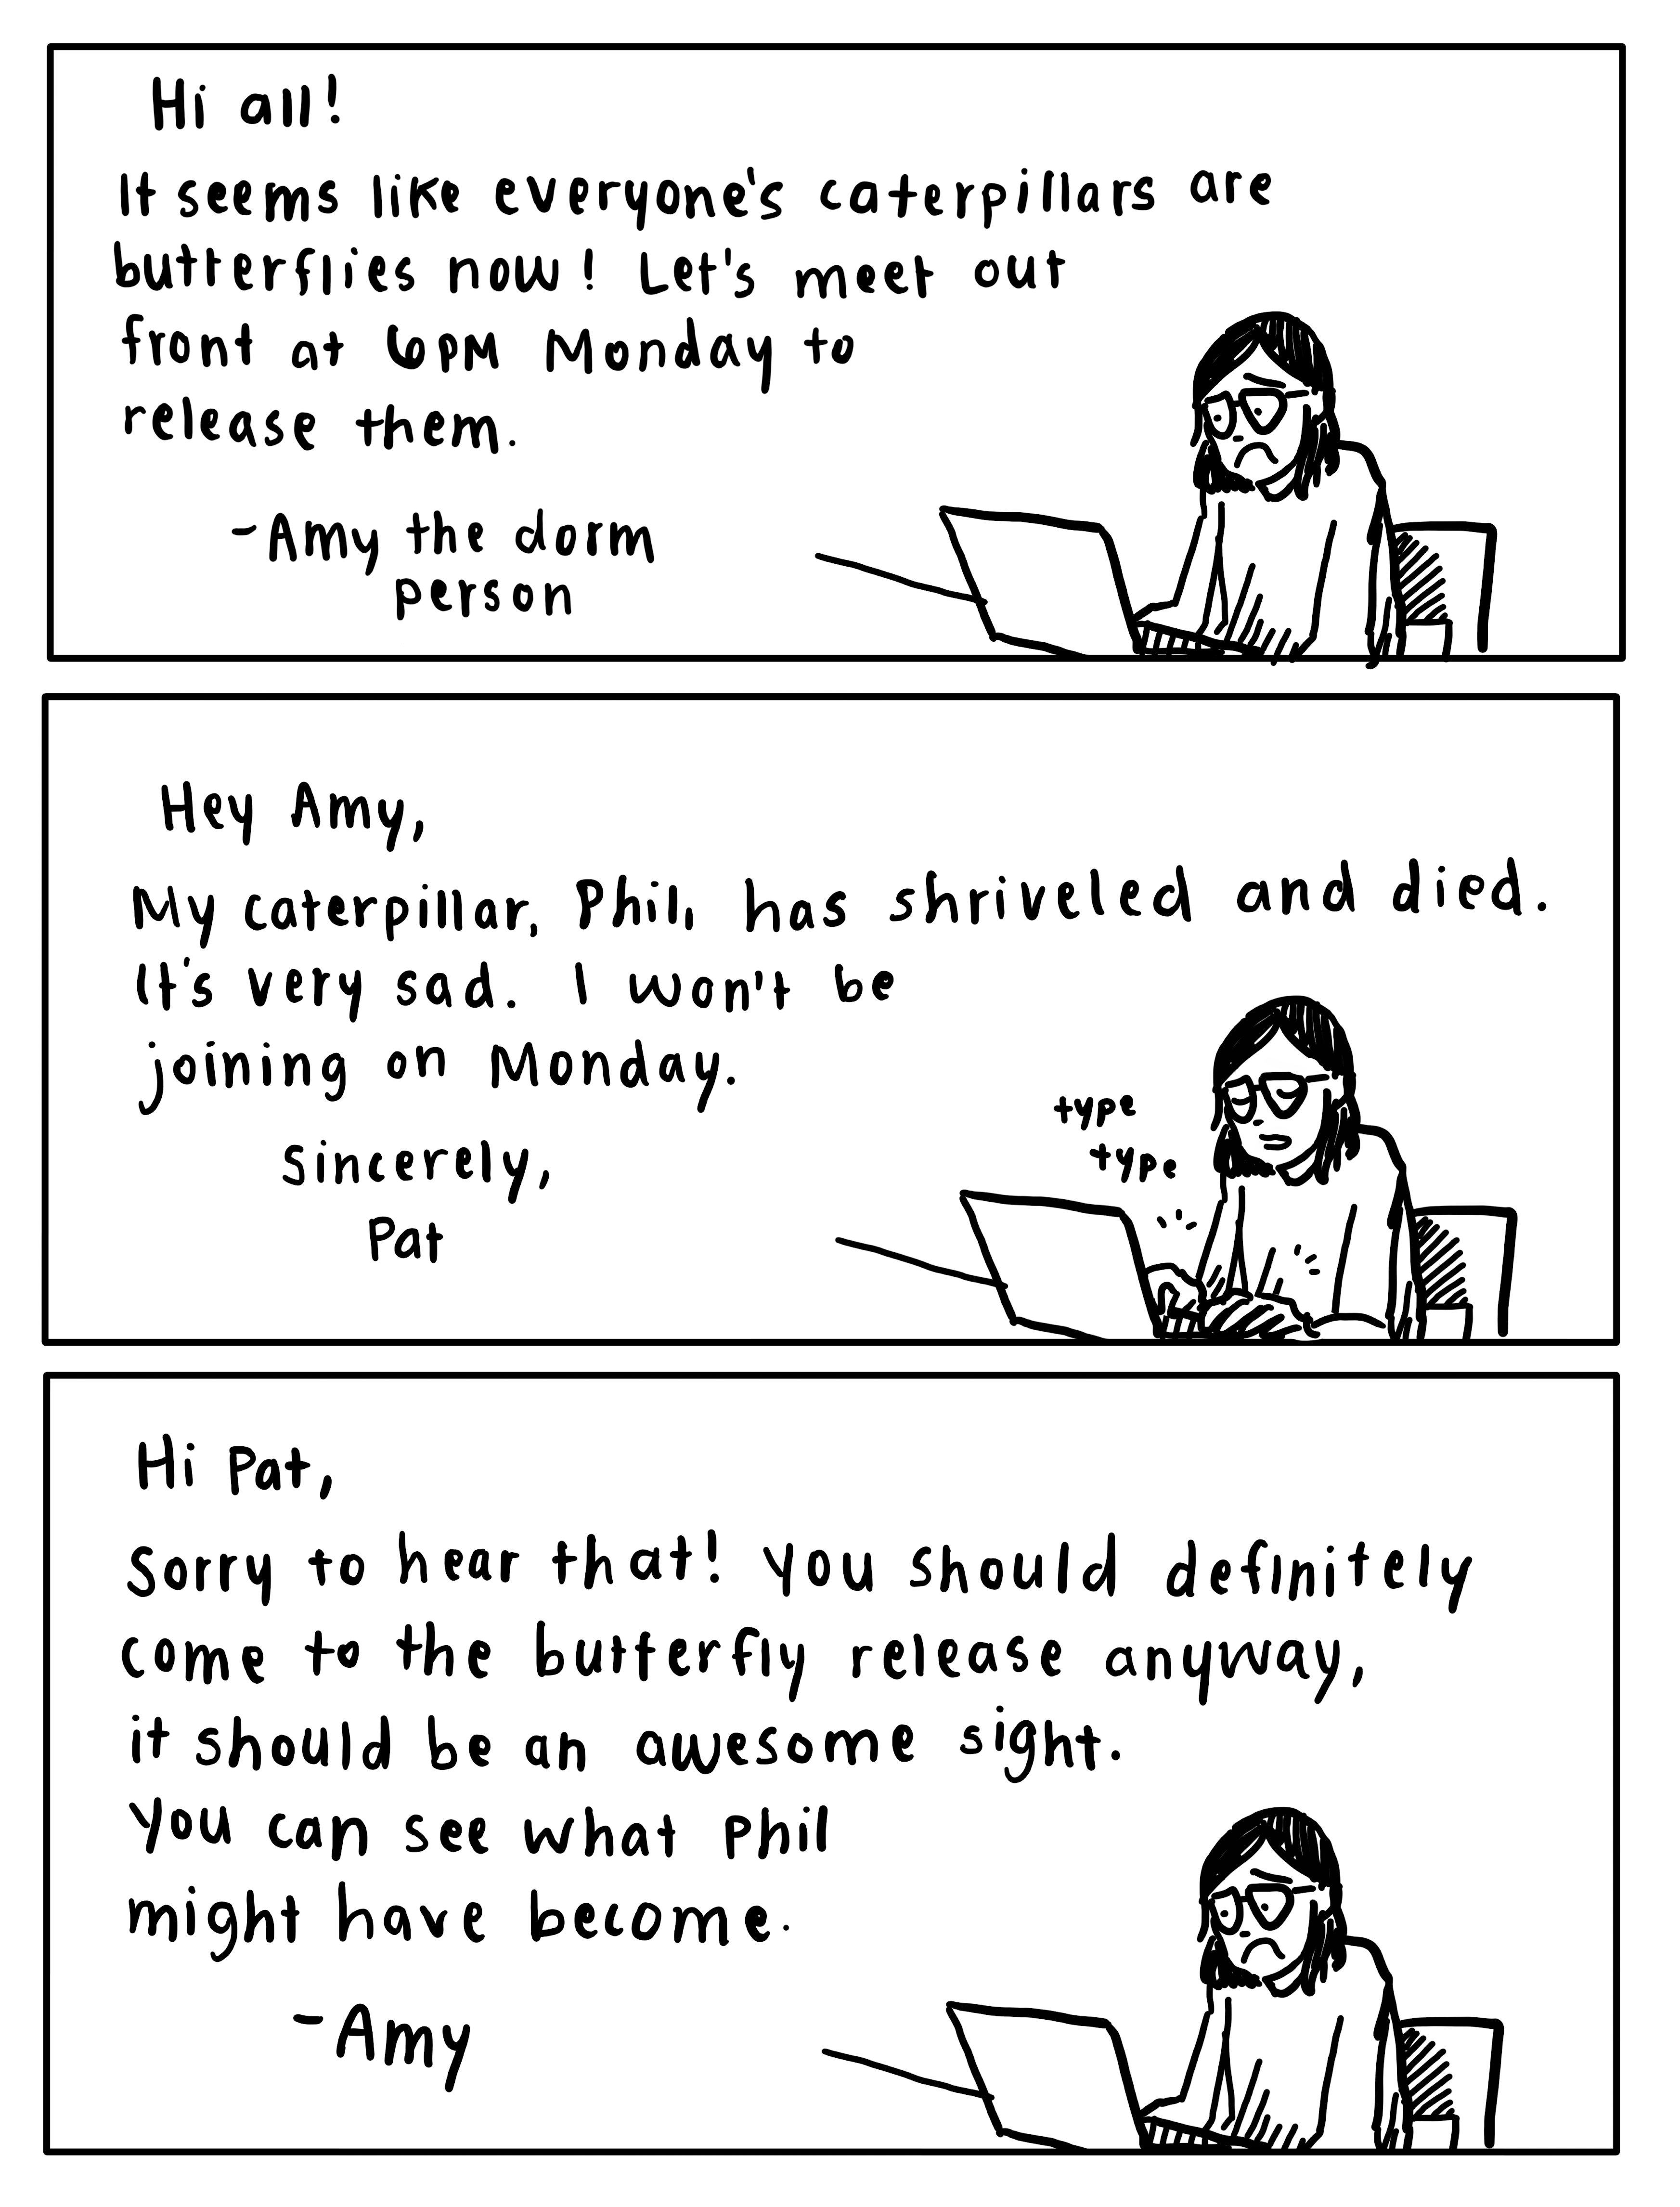 Hi all!
It seems like everyone's caterpillars are
butterflies now! Let's meet out
front at 6PM Monday to
release them.
-Amy the dorm
person
Hey Amy,
My caterpillar, Phil, has shriveled and died.
It's very sad. I won't be
joining on Monday.
Sincerely,
Pat
type
type
Hi Pat,
Sorry to hear that! You should definitely
come to the butterfly release anyway,
it should be an awesome sight.
You can see what Phil
might have become.
-Amy